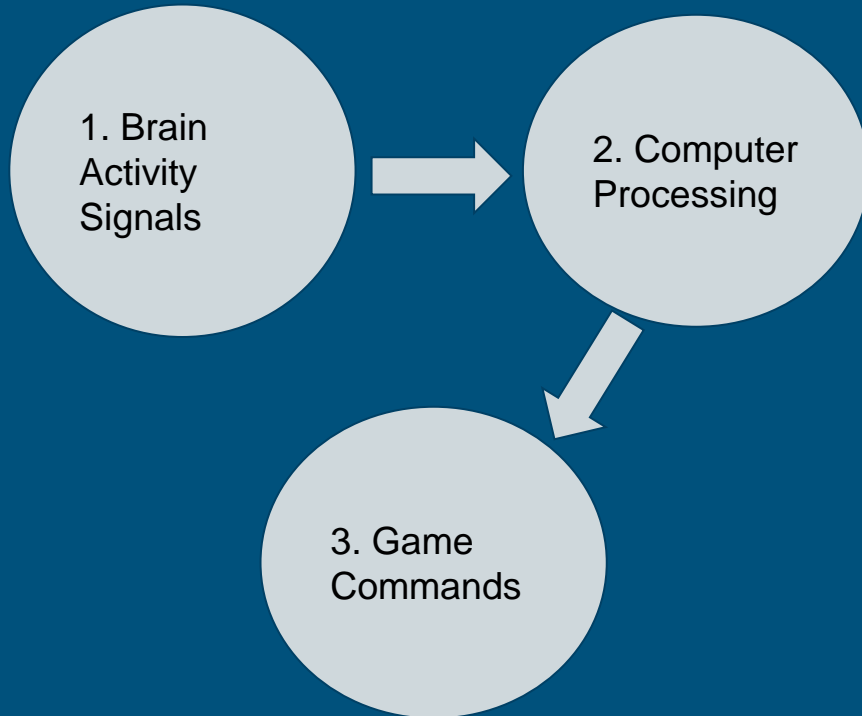 1. Brain
Activity
Signals
2. Computer
Processing
3. Game
Commands